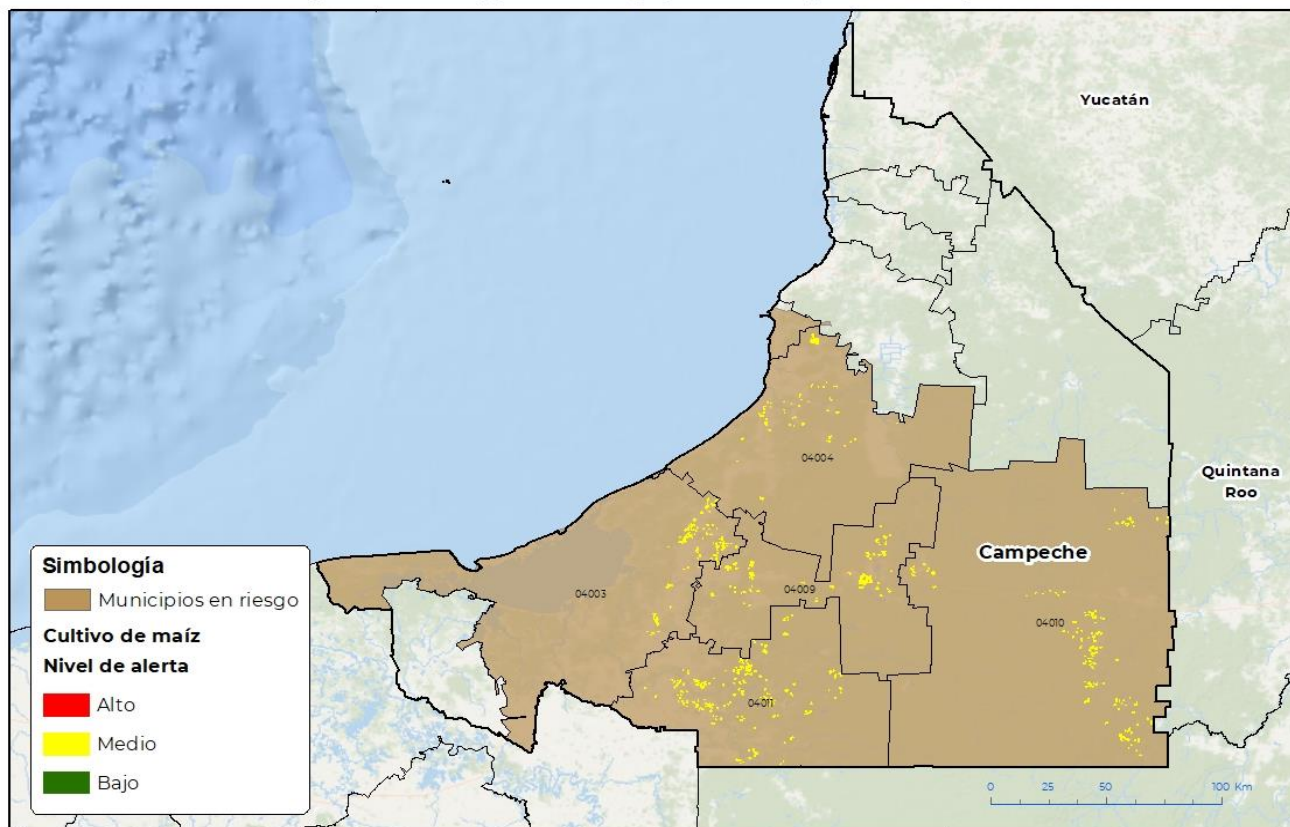 Yucatán
Quintana
Roo
04004
Campeche
04003
04009
04010
04011
Simbología
Municipios en riesgo
Cultivo de maíz
Nivel de alerta
Alto
Medio
Bajo
0 25 50 100 Km